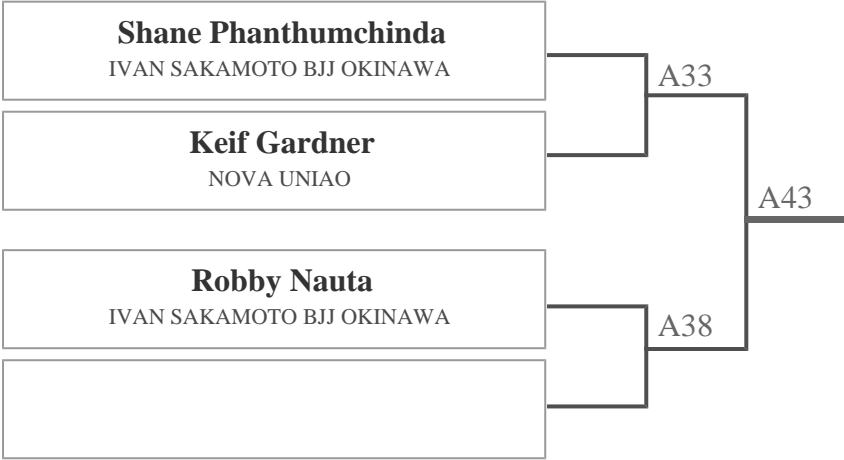 Shane Phanthumchinda
IVAN SAKAMOTO BJJ OKINAWA
A33
Keif Gardner
NOVA UNIAO
A43
Robby Nauta
IVAN SAKAMOTO BJJ OKINAWA
A38